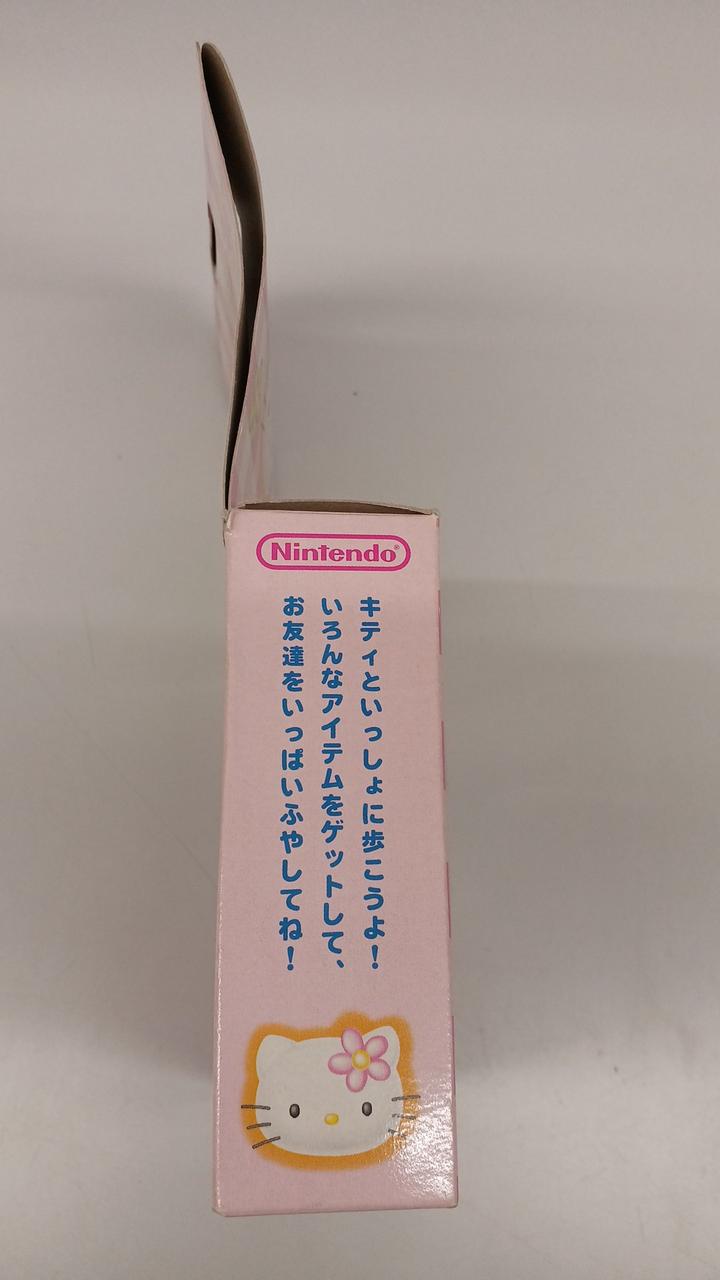 Nintendo®
キティといっしょに歩こうよ！
いろんなアイテムをゲットして、
お友達をいっぱいふやしてね！